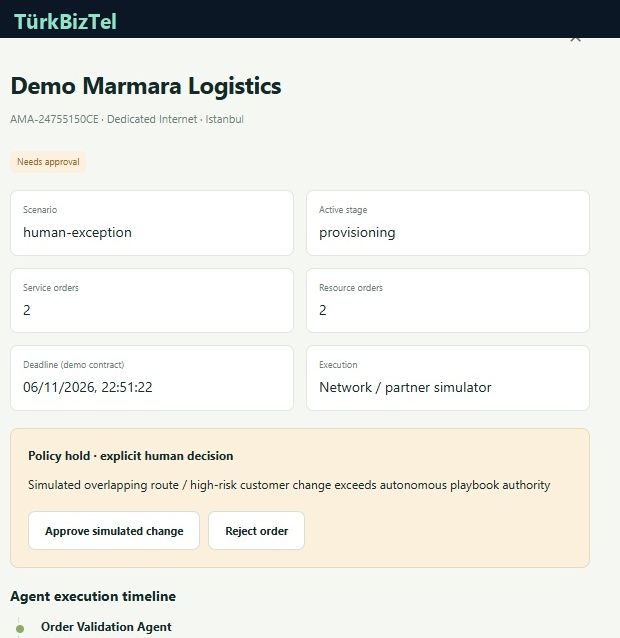 TürkBizTel
Demo Marmara Logistics
AMA-24755150CE · Dedicated Internet · Istanbul
Needs approval
Scenario
human-exception
Active stage
provisioning
Service orders
2
Resource orders
2
Deadline (demo contract)
06/11/2026, 22:51:22
Execution
Network / partner simulator
Policy hold · explicit human decision
Simulated overlapping route / high-risk customer change exceeds autonomous playbook authority
Approve simulated change
Reject order
Agent execution timeline
Order Validation Agent